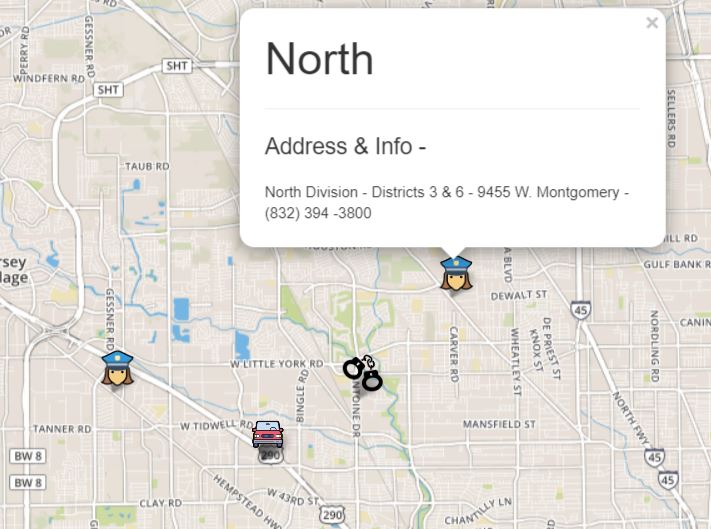 ×
North
Address & Info -
North Division - Districts 3 & 6 - 9455 W. Montgomery -
(832) 394 -3800
PERRY RD
GESSNER RD
SHT
WINDFERN RD
SHT
SELLERS RD
TAUB RD
rsey
lage
GESSNER RD
HILL RD
GULF BANK R
A BLVD
DEWALT ST
45
CARVER RD
WHEATLEY ST
DE PRIEST ST
KNOX ST
NORDLING RD
CANIN
W LITTLE YORK RD
BINGLE RD
ANTOINE DR
TANNER RD
W TIDWELL RD
MANSFIELD ST
NORTH FWY
290
BW 8
45
BW 8
45
CLAY RD
HEMPSTEAD HWY
W 43RD ST
290
CHANTILLY LN